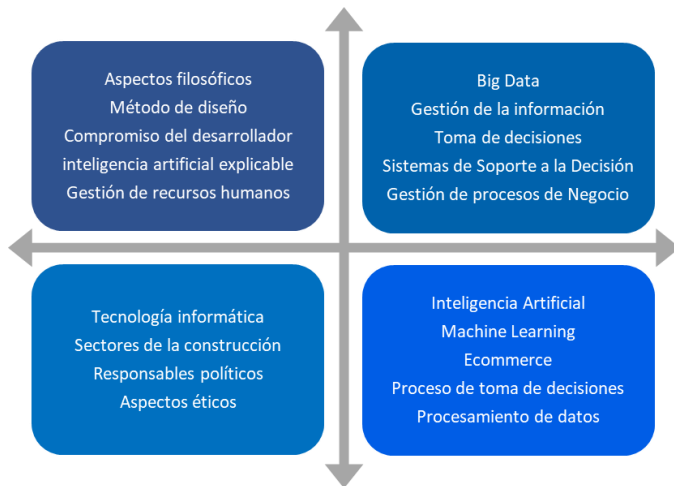 Aspectos filosóficos
Método de diseño
Compromiso del desarrollador
inteligencia artificial explicable
Gestión de recursos humanos
Big Data
Gestión de la información
Toma de decisiones
Sistemas de Soporte a la Decisión
Gestión de procesos de Negocio
Tecnología informática
Sectores de la construcción
Responsables políticos
Aspectos éticos
Inteligencia Artificial
Machine Learning
Ecommerce
Proceso de toma de decisiones
Procesamiento de datos